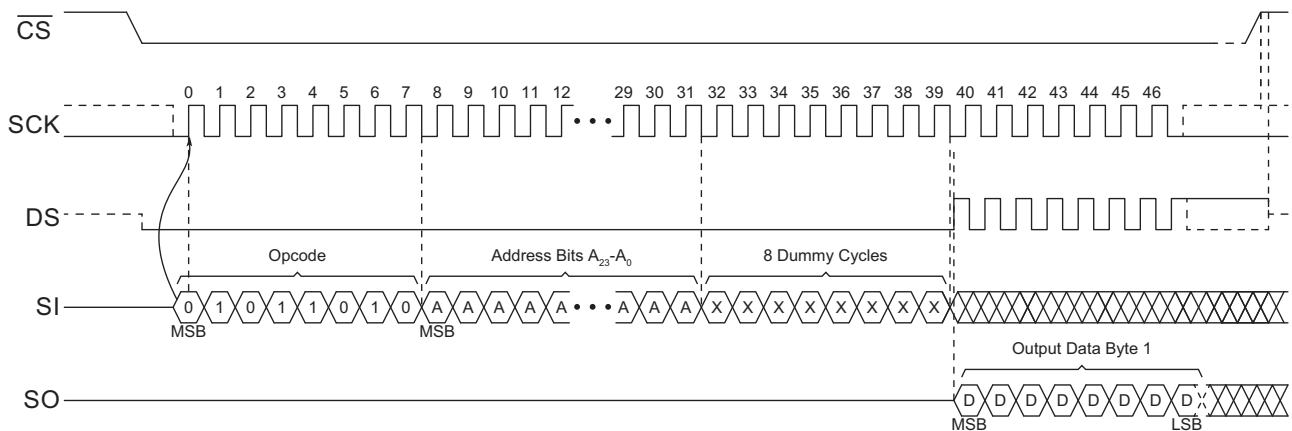 CS
0 1 2 3 4 5 6 7 8 9 10 11 12 29 30 31 32 33 34 35 36 37 38 39 40 41 42 43 44 45 46
SCK •••
DS
Opcode Address Bits A23-A0 8 Dummy Cycles
SI 0 1 0 1 1 0 1 0 A A A A A ••• A A A X X X X X X X X
MSB MSB
Output Data Byte 1
SO D D D D D D D D
MSB LSB